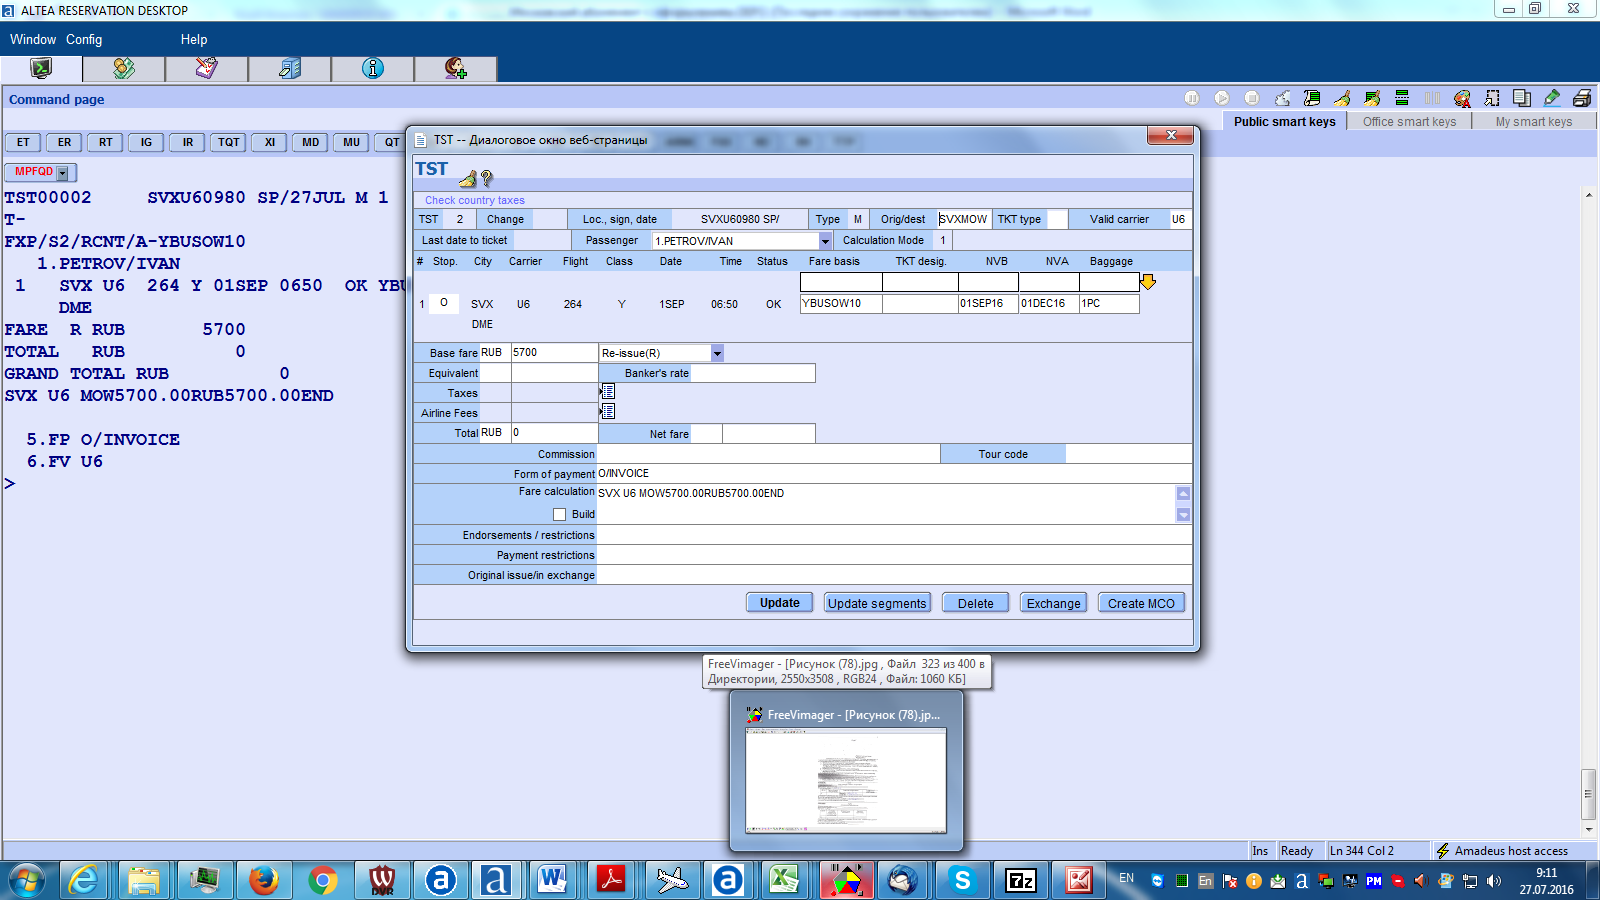 ALTEA RESERVATION DESKTOP
Window Config Help
Command page
Public smart keys Office smart keys My smart keys
ET ER RT IG IR TQT XI MD MU QT
MPFQD
TST00002 SVXU60980 SP/27JUL M 1
T-
FXP/S2/RCNT/A-YBUSOW10
1.PETROV/IVAN
1 SVX U6 264 Y 01SEP 0650 OK YBU
DME
FARE R RUB 5700
TOTAL RUB 0
GRAND TOTAL RUB 0
SVX U6 MOW5700.00RUB5700.00END
5.FP O/INVOICE
6.FV U6
>
TST -- Диалоговое окно веб-страницы
TST
Check country taxes
TST 2 Change Loc., sign, date SVXU60980 SP/ Type M Orig/dest SVXMOW TKT type Valid carrier U6
Last date to ticket Passenger 1.PETROV/IVAN Calculation Mode 1
# Stop. City Carrier Flight Class Date Time Status Fare basis TKT desig. NVB NVA Baggage
1 O SVX U6 264 Y 1SEP 06:50 OK YBUSOW10 01SEP16 01DEC16 1PC
DME
Base fare RUB 5700 Re-issue(R)
Equivalent Banker's rate
Taxes
Airline Fees
Total RUB 0 Net fare
Commission Tour code
Form of payment O/INVOICE
Fare calculation SVX U6 MOW5700.00RUB5700.00END
Build
Endorsements / restrictions
Payment restrictions
Original issue/in exchange
Update Update segments Delete Exchange Create MCO
FreeVimager - [Рисунок (78).jpg , Файл 323 из 400 в
Директории, 2550x3508 , RGB24 , Файл: 1060 КБ]
FreeVimager - [Рисунок (78).jp...
Ins Ready Ln 344 Col 2 Amadeus host access
EN
9:11
27.07.2016